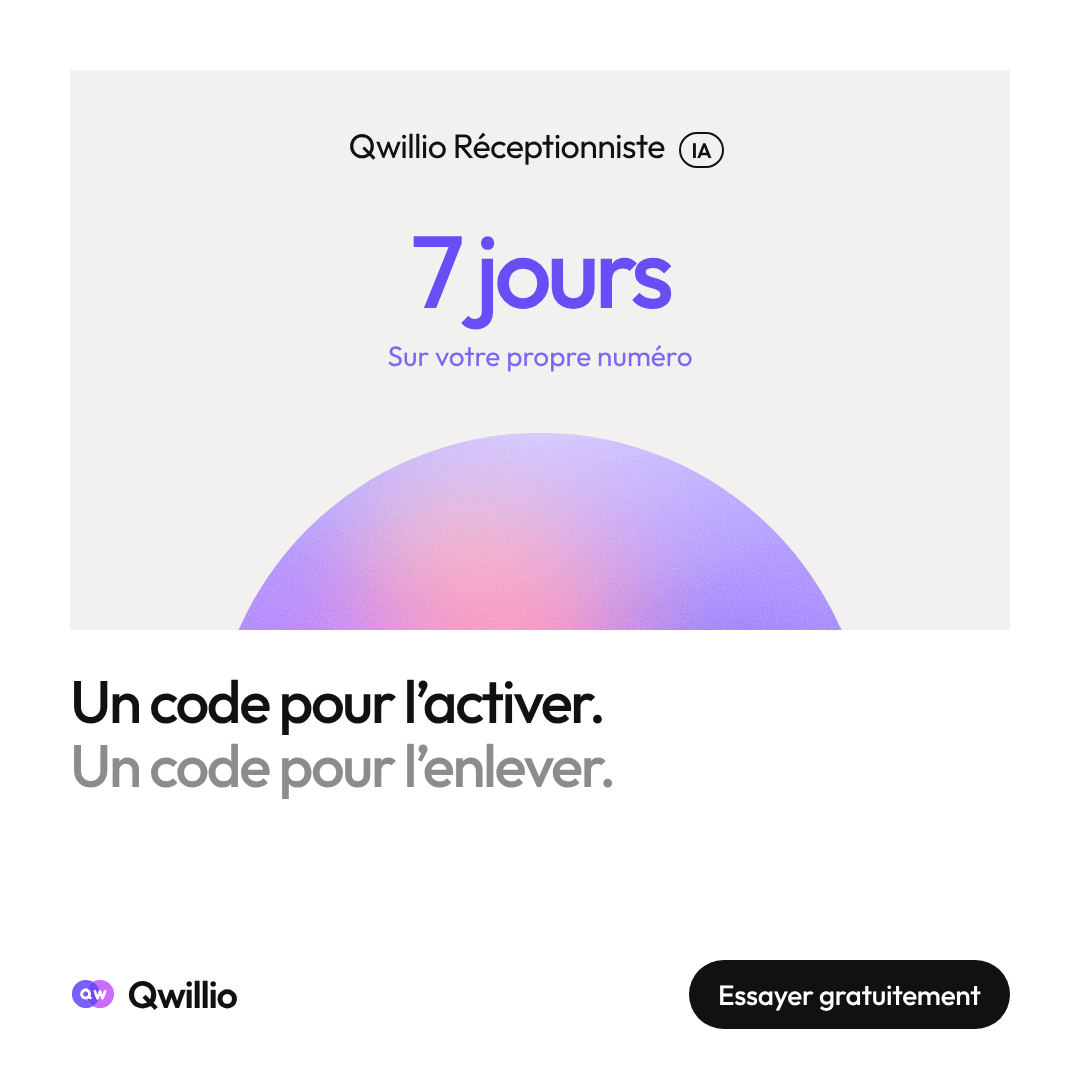 Qwillio Réceptionniste IA
7 jours
Sur votre propre numéro
Un code pour l’activer.
Un code pour l’enlever.
QW Qwillio
Essayer gratuitement